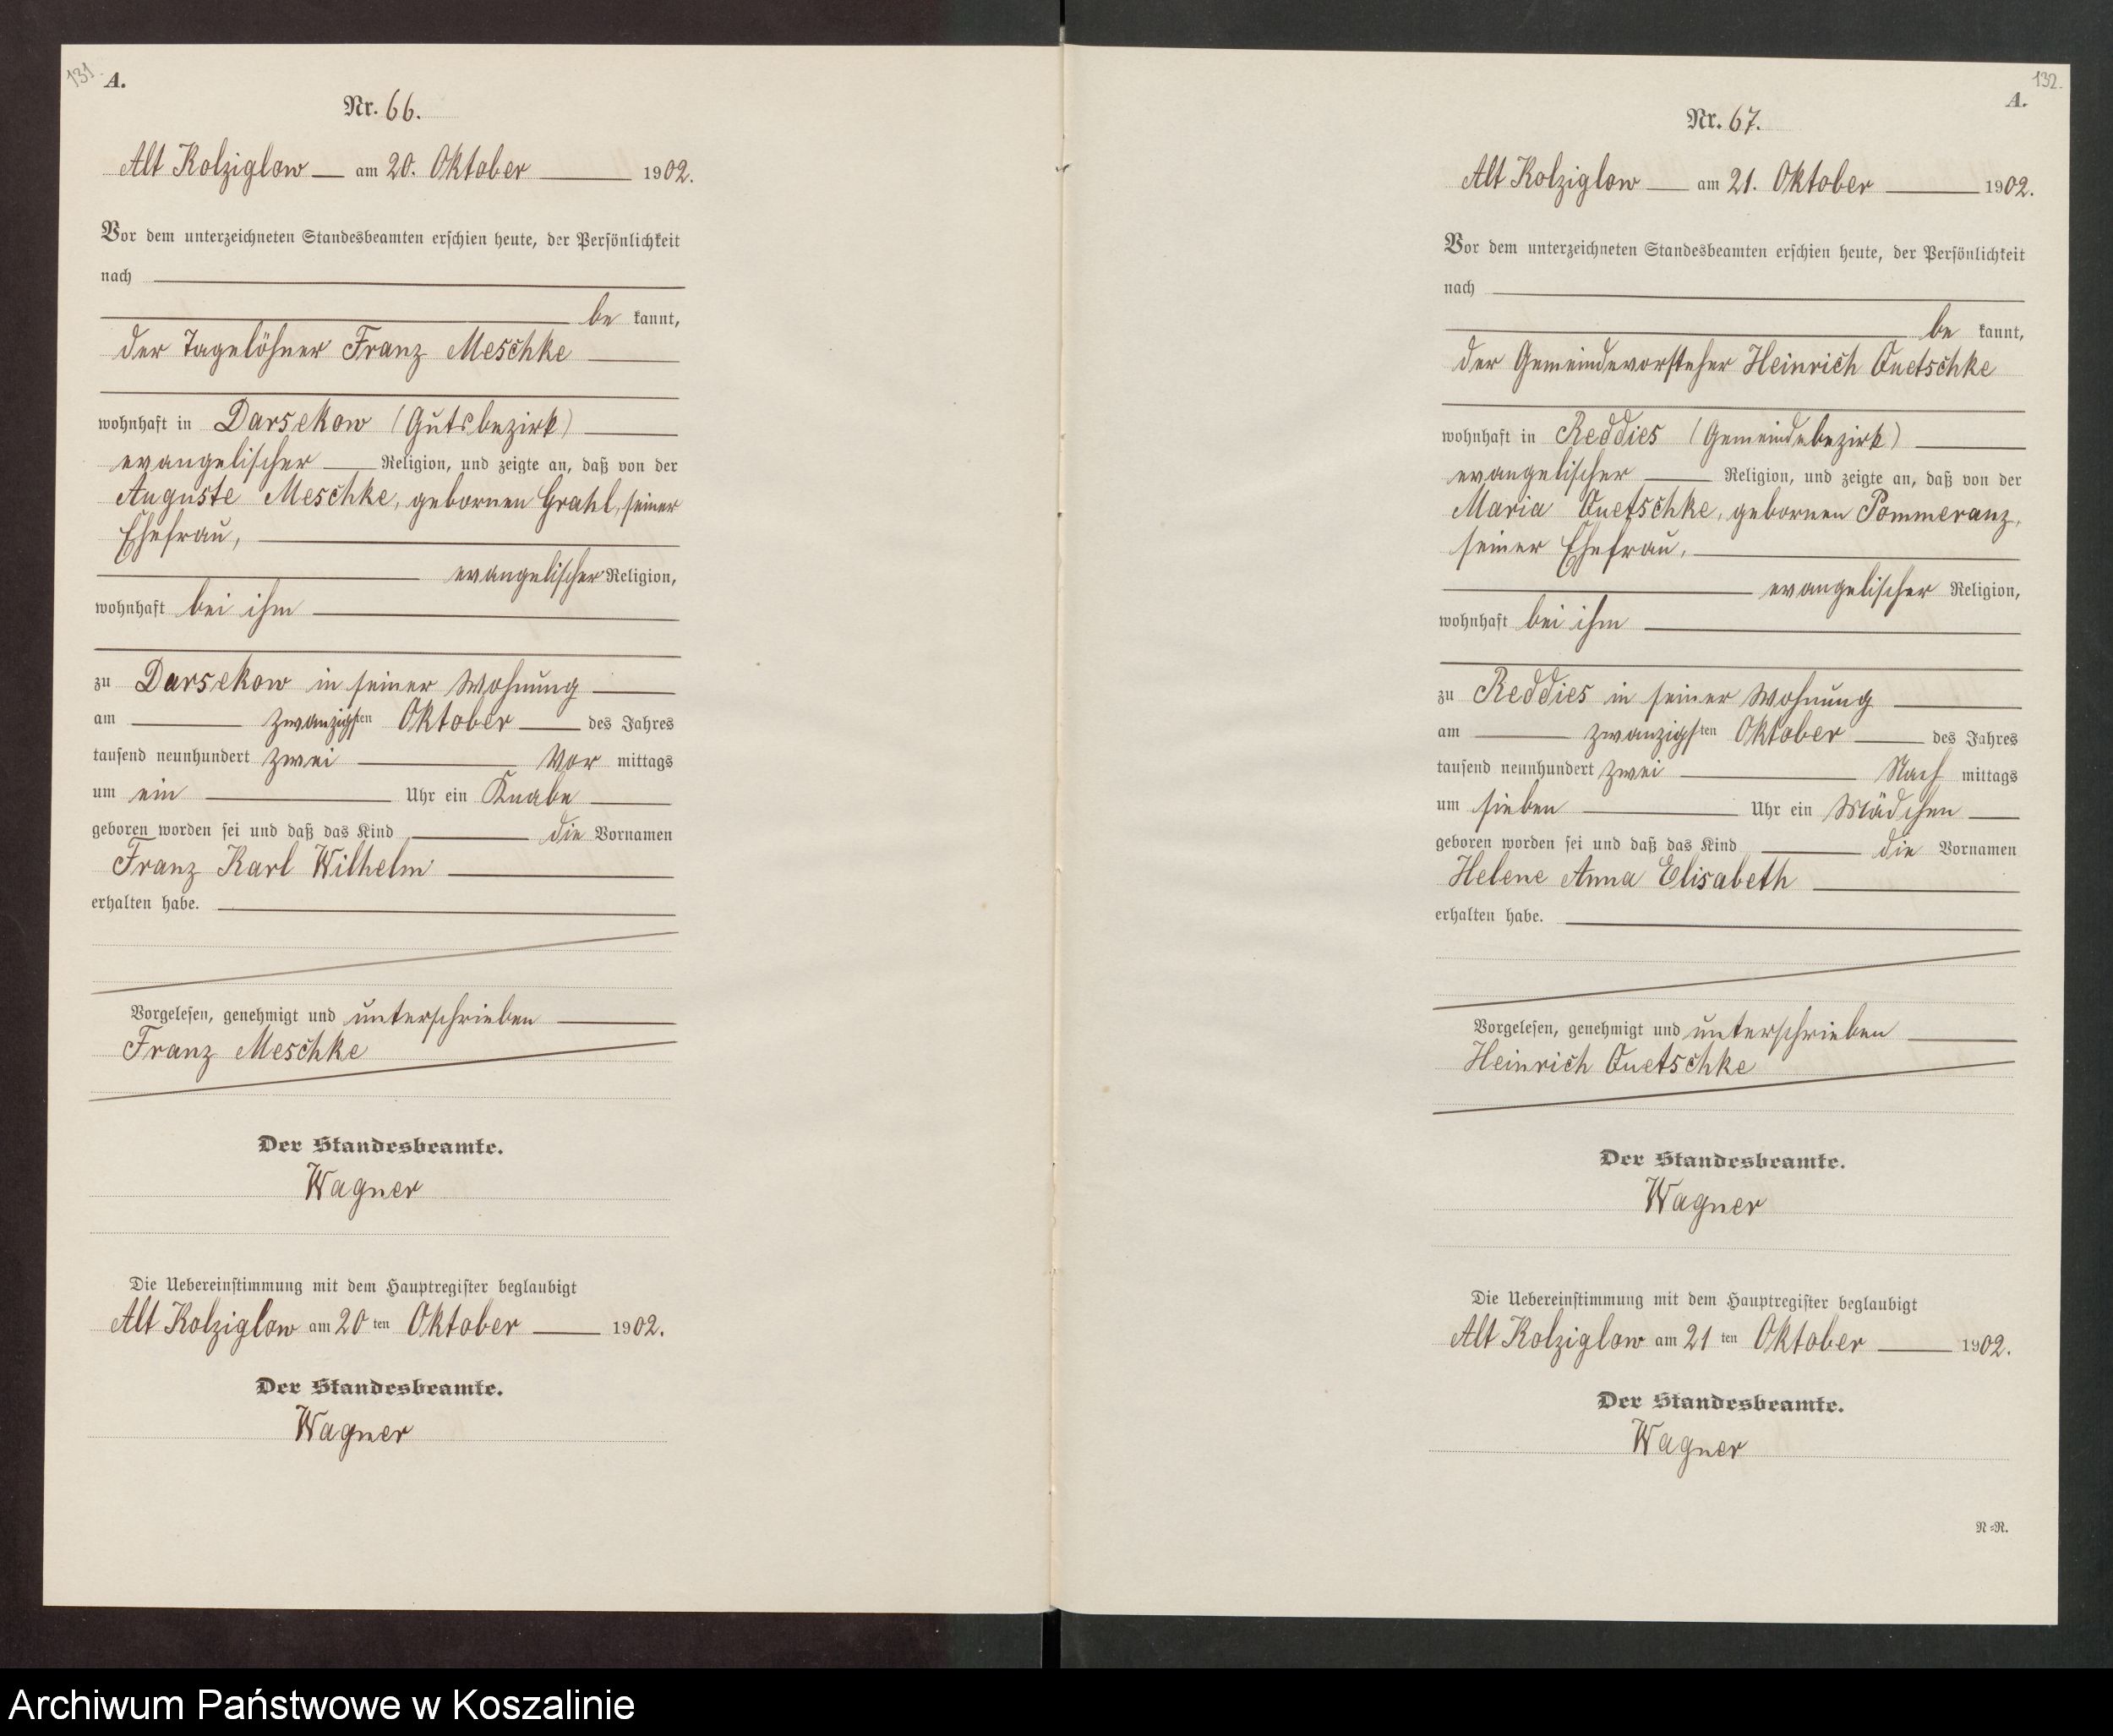 131
A.
Nr. 66.
Alt Kolziglow am 20. Oktober 1902.
Vor dem unterzeichneten Standesbeamten erschien heute, der Persönlichkeit
nach
be kannt,
der Tagelöhner Franz Meschke
wohnhaft in Darsekow (Gutsbezirk)
evangelischer Religion, und zeigte an, daß von der
Auguste Meschke, gebornen Grahl, seiner
Ehefrau,
evangelischer Religion,
wohnhaft bei ihm
zu Darsekow in seiner Wohnung
am zwanzigsten Oktober des Jahres
tausend neunhundert zwei Vor mittags
um ein Uhr ein Knabe
geboren worden sei und daß das Kind die Vornamen
Franz Karl Wilhelm
erhalten habe.
Vorgelesen, genehmigt und unterschrieben
Franz Meschke
Der Standesbeamte.
Wagner
Die Uebereinstimmung mit dem Hauptregister beglaubigt
Alt Kolziglow am 20 ten Oktober 1902.
Der Standesbeamte.
Wagner
132.
A.
Nr. 67.
Alt Kolziglow am 21. Oktober 1902.
Vor dem unterzeichneten Standesbeamten erschien heute, der Persönlichkeit
nach
be kannt,
der Gemeindevorsteher Heinrich Quetschke
wohnhaft in Reddies (Gemeindebezirk)
evangelischer Religion, und zeigte an, daß von der
Maria Quetschke, gebornen Pommeranz,
seiner Ehefrau,
evangelischer Religion,
wohnhaft bei ihm
zu Reddies in seiner Wohnung
am zwanzigsten Oktober des Jahres
tausend neunhundert zwei Nach mittags
um sieben Uhr ein Mädchen
geboren worden sei und daß das Kind die Vornamen
Helene Anna Elisabeth
erhalten habe.
Vorgelesen, genehmigt und unterschrieben
Heinrich Quetschke
Der Standesbeamte.
Wagner
Die Uebereinstimmung mit dem Hauptregister beglaubigt
Alt Kolziglow am 21 ten Oktober 1902.
Der Standesbeamte.
Wagner
N=R.
Archiwum Państwowe w Koszalinie